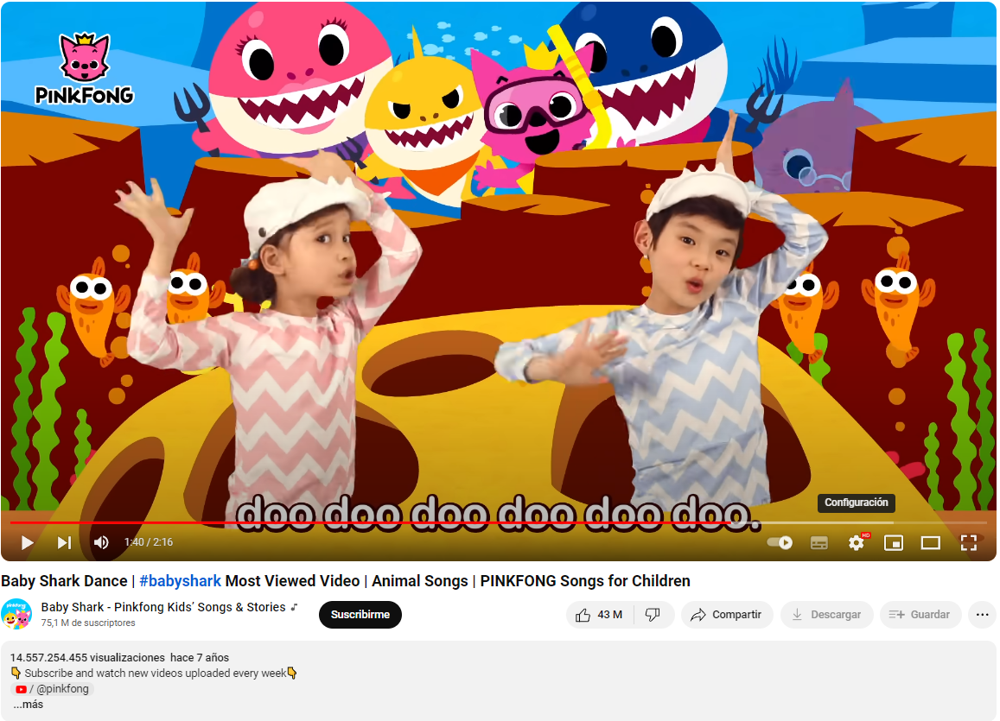 PINKFONG
doo doo doo doo doo doo.
Configuración
1:40 / 2:16
HD
Baby Shark Dance | #babyshark Most Viewed Video | Animal Songs | PINKFONG Songs for Children
Baby Shark - Pinkfong Kids’ Songs & Stories
75,1 M de suscriptores
Suscribirme
43 M
Compartir
Descargar
Guardar
14.557.254.455 visualizaciones hace 7 años
👇 Subscribe and watch new videos uploaded every week👇
/ @pinkfong
...más